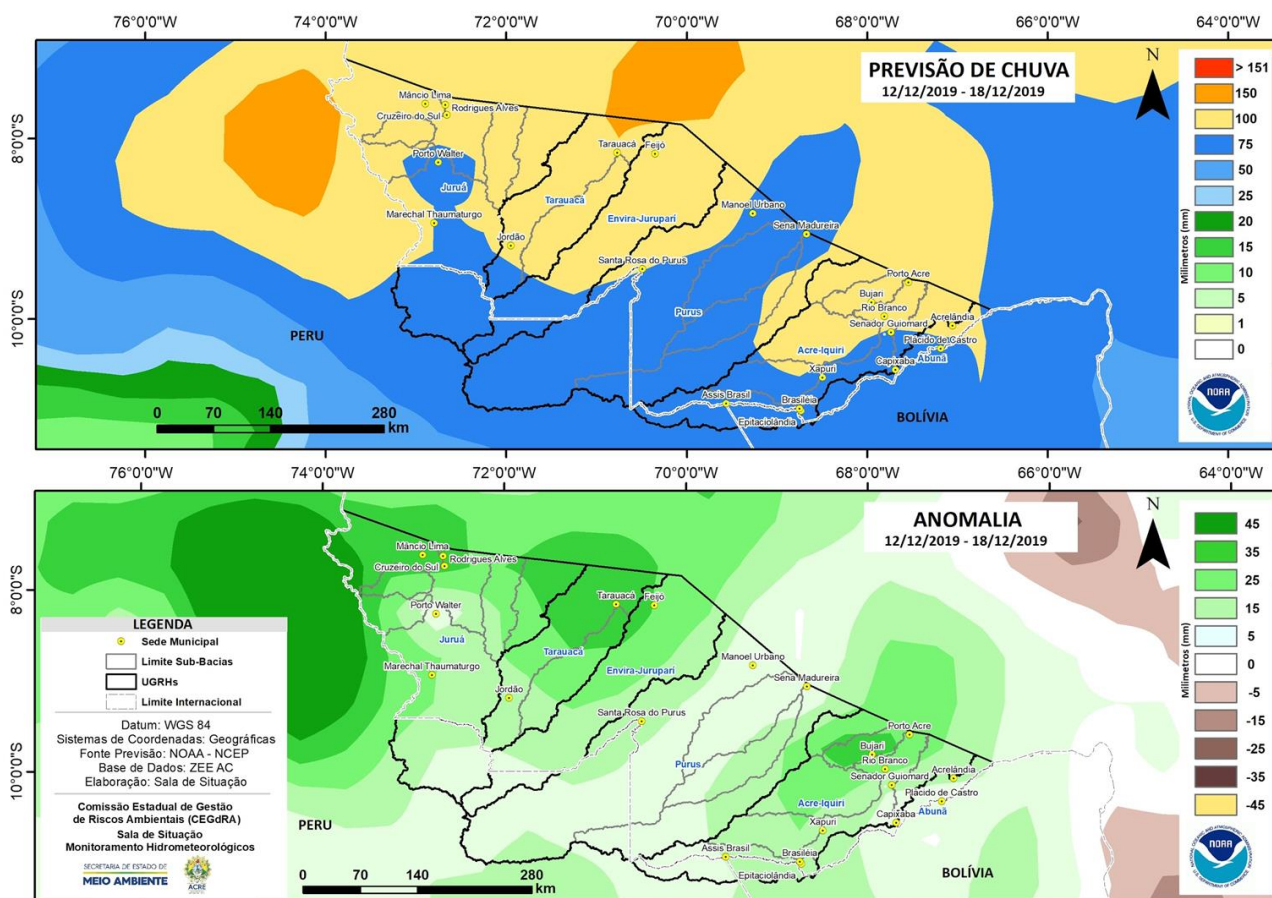 76°0'0"W 74°0'0"W 72°0'0"W 70°0'0"W 68°0'0"W 66°0'0"W 64°0'0"W
PREVISÃO DE CHUVA
12/12/2019 - 18/12/2019
N
8°0'0"S
10°0'0"S
Mâncio Lima
Rodrigues Alves
Cruzeiro do Sul
Porto Walter
Juruá
Marechal Thaumaturgo
Jordão
Tarauacá
Feijó
Tarauacá
Envira-Jurupari
Santa Rosa do Purus
Manoel Urbano
Sena Madureira
Purus
Porto Acre
Bujari
Rio Branco
Senador Guiomard
Acrelândia
Plácido de Castro
Acre-Iquiri
Capixaba
Abunã
Xapuri
Assis Brasil
Brasiléia
Epitaciolândia
PERU
BOLÍVIA
0 70 140 280
km
Milímetros (mm)
> 151
150
100
75
50
25
20
15
10
5
1
0
NOAA
76°0'0"W 74°0'0"W 72°0'0"W 70°0'0"W 68°0'0"W 66°0'0"W 64°0'0"W
ANOMALIA
12/12/2019 - 18/12/2019
N
8°0'0"S
10°0'0"S
Mâncio Lima
Rodrigues Alves
Cruzeiro do Sul
Porto Walter
Juruá
Marechal Thaumaturgo
Jordão
Tarauacá
Feijó
Tarauacá
Envira-Jurupari
Santa Rosa do Purus
Manoel Urbano
Sena Madureira
Purus
Porto Acre
Bujari
Rio Branco
Senador Guiomard
Acrelândia
Plácido de Castro
Acre-Iquiri
Capixaba
Abunã
Xapuri
Assis Brasil
Brasiléia
Epitaciolândia
PERU
BOLÍVIA
0 70 140 280
km
Milímetros (mm)
45
35
25
15
5
0
-5
-15
-25
-35
-45
NOAA
LEGENDA
Sede Municipal
Limite Sub-Bacias
UGRHs
Limite Internacional
Datum: WGS 84
Sistemas de Coordenadas: Geográficas
Fonte Previsão: NOAA - NCEP
Base de Dados: ZEE AC
Elaboração: Sala de Situação
Comissão Estadual de Gestão
de Riscos Ambientais (CEGdRA)
Sala de Situação
Monitoramento Hidrometeorológicos
SECRETARIA DE ESTADO DE
MEIO AMBIENTE
ACRE